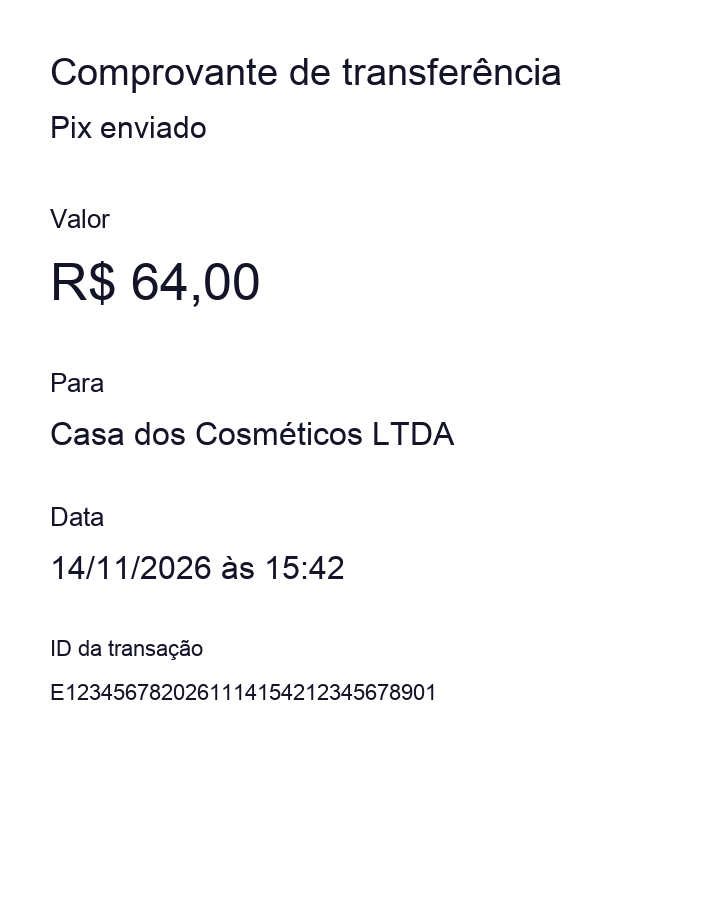 Comprovante de transferência
Pix enviado
Valor
R$ 64,00
Para
Casa dos Cosméticos LTDA
Data
14/11/2026 às 15:42
ID da transação
E1234567820261114154212345678901